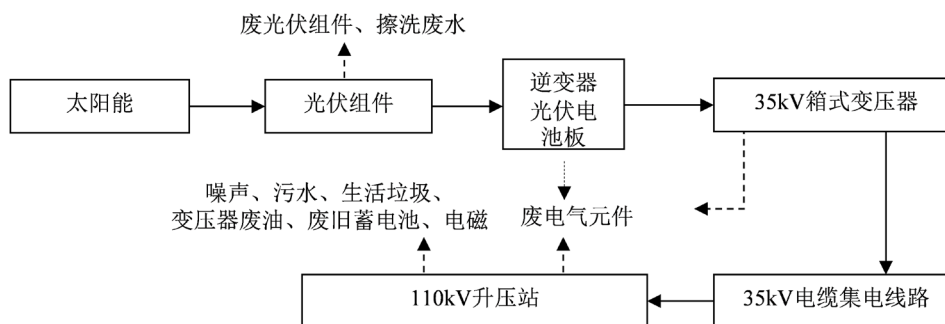 废光伏组件、擦洗废水
太阳能
光伏组件
逆变器
光伏电
池板
35kV箱式变压器
噪声、污水、生活垃圾、
变压器废油、废旧蓄电池、电磁
废电气元件
110kV升压站
35kV电缆集电线路